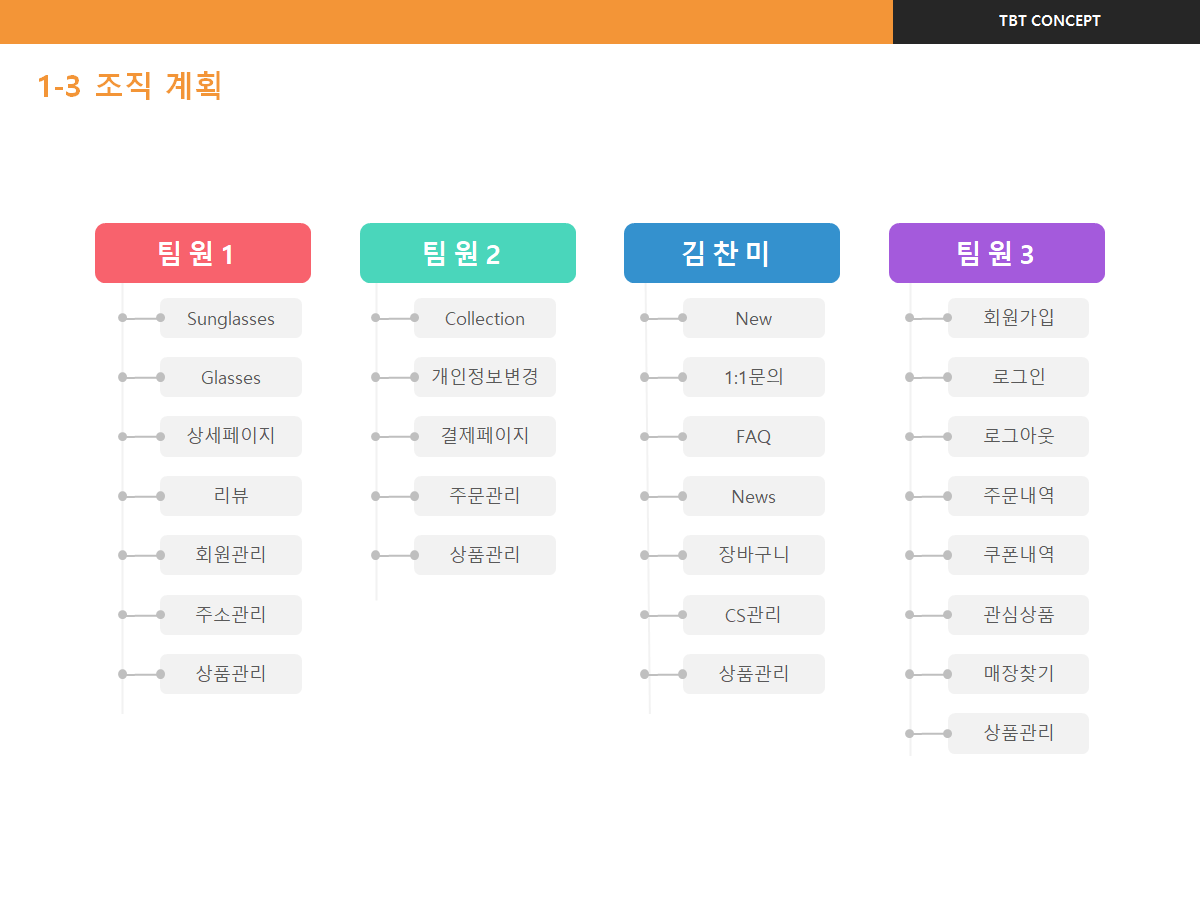 TBT CONCEPT
1-3 조직 계획
팀 원 1
Sunglasses
Glasses
상세페이지
리뷰
회원관리
주소관리
상품관리
팀 원 2
Collection
개인정보변경
결제페이지
주문관리
상품관리
김 찬 미
New
1:1문의
FAQ
News
장바구니
CS관리
상품관리
팀 원 3
회원가입
로그인
로그아웃
주문내역
쿠폰내역
관심상품
매장찾기
상품관리